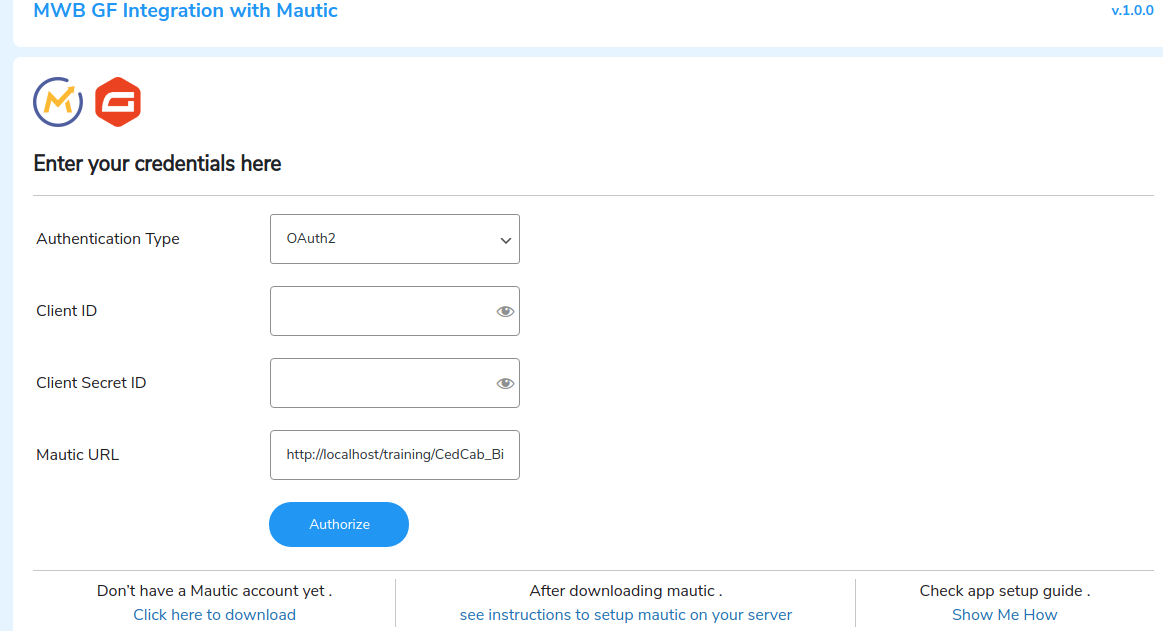 MWB GF Integration with Mautic
v.1.0.0
Enter your credentials here
Authentication Type
OAuth2
Client ID
Client Secret ID
Mautic URL
http://localhost/training/CedCab_Bi
Authorize
Don't have a Mautic account yet .
Click here to download
After downloading mautic .
see instructions to setup mautic on your server
Check app setup guide .
Show Me How